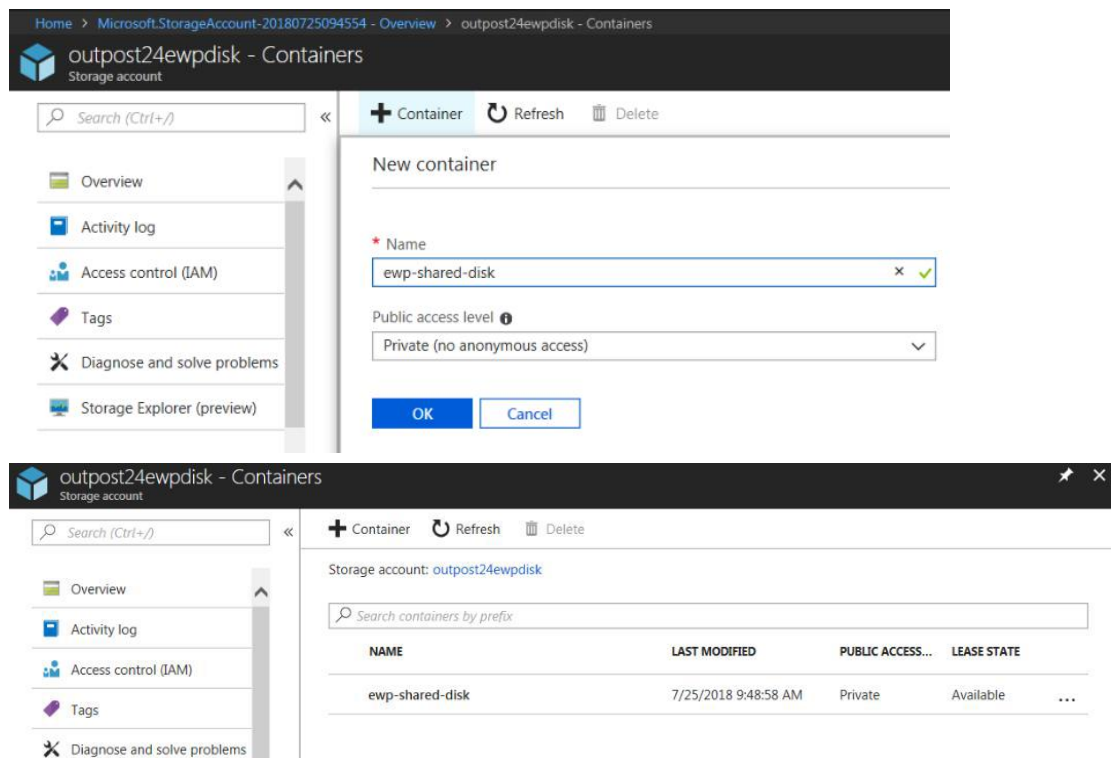 Home > Microsoft.StorageAccount-20180725094554 - Overview > outpost24ewpdisk - Containers
outpost24ewpdisk - Containers
Storage account
Search (Ctrl+/)
«
Container Refresh Delete
New container
Overview
Activity log
Access control (IAM)
Tags
Diagnose and solve problems
Storage Explorer (preview)
* Name
ewp-shared-disk
Public access level
Private (no anonymous access)
OK Cancel
outpost24ewpdisk - Containers
Storage account
Search (Ctrl+/)
«
Container Refresh Delete
Overview
Activity log
Access control (IAM)
Tags
Diagnose and solve problems
Storage account: outpost24ewpdisk
Search containers by prefix
NAME LAST MODIFIED PUBLIC ACCESS... LEASE STATE
ewp-shared-disk 7/25/2018 9:48:58 AM Private Available ...